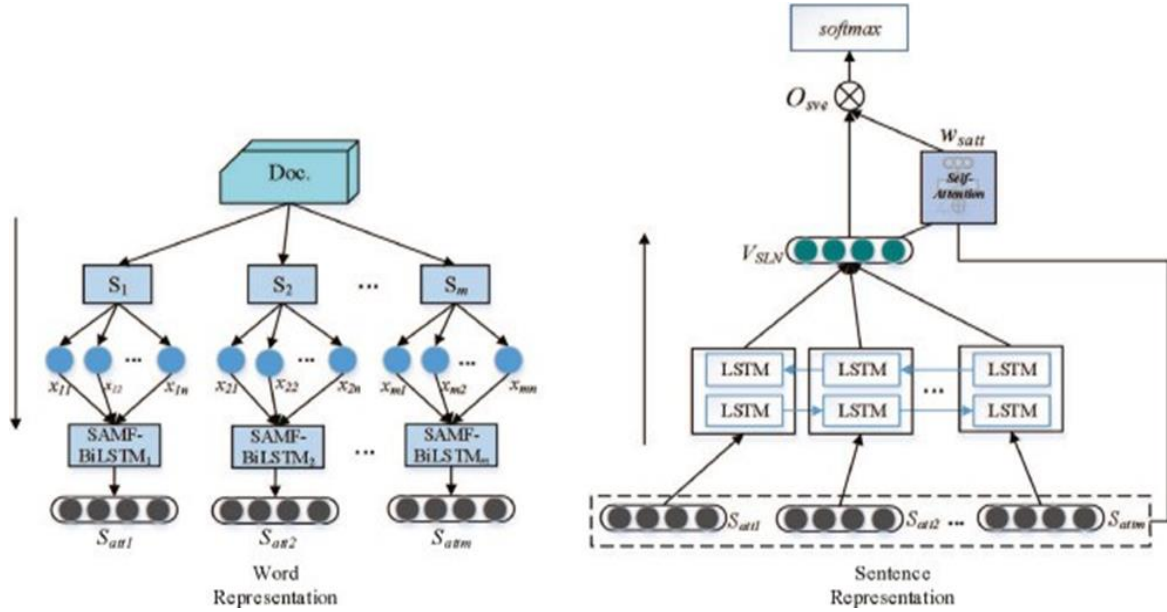 Doc.
S1 S2 ... Sm
x11 x12 ... x1n x21 x22 ... x2n xm1 xm2 ... xmn
SAMF-
BiLSTM1
SAMF-
BiLSTM2
...
SAMF-
BiLSTMm
Satt1 Satt2 Sattm
Word
Representation
softmax
Osve
wsatt
Self-
Attention
VSLN
LSTM LSTM LSTM
...
LSTM LSTM LSTM
Satt1 Satt2 ... Sattm
Sentence
Representation